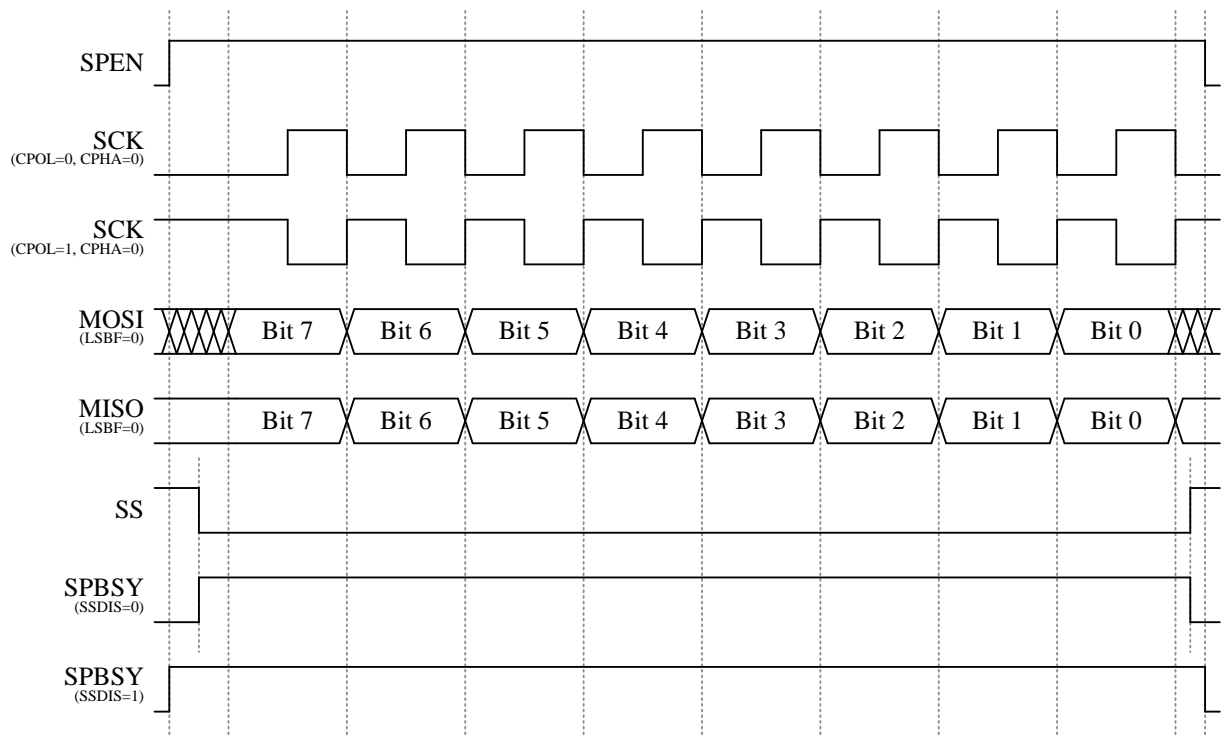 SPEN
SCK
(CPOL=0, CPHA=0)
SCK
(CPOL=1, CPHA=0)
MOSI
(LSBF=0)
Bit 7 Bit 6 Bit 5 Bit 4 Bit 3 Bit 2 Bit 1 Bit 0
MISO
(LSBF=0)
Bit 7 Bit 6 Bit 5 Bit 4 Bit 3 Bit 2 Bit 1 Bit 0
SS
SPBSY
(SSDIS=0)
SPBSY
(SSDIS=1)